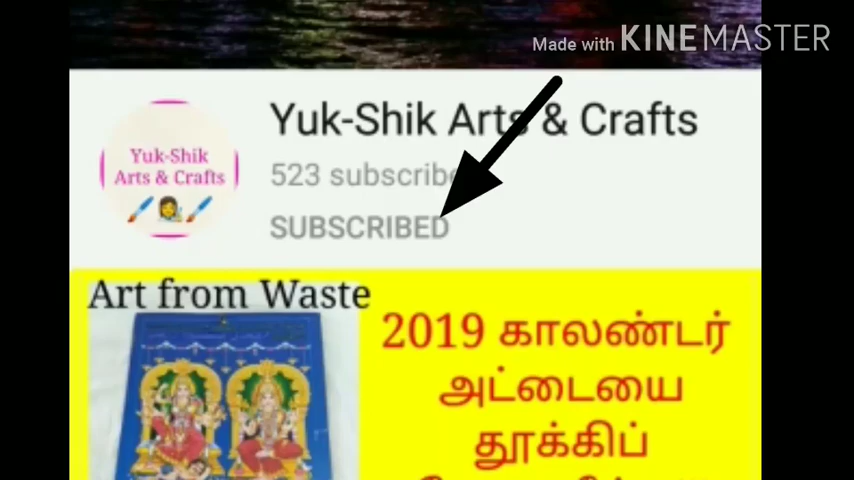 Made with KINEMASTER
Yuk-Shik Arts & Crafts
Yuk-Shik
Arts & Crafts
523
SUBSCRIBED
Art from Waste
2019 காலண்டர்
அட்டையை
தூக்கிப்